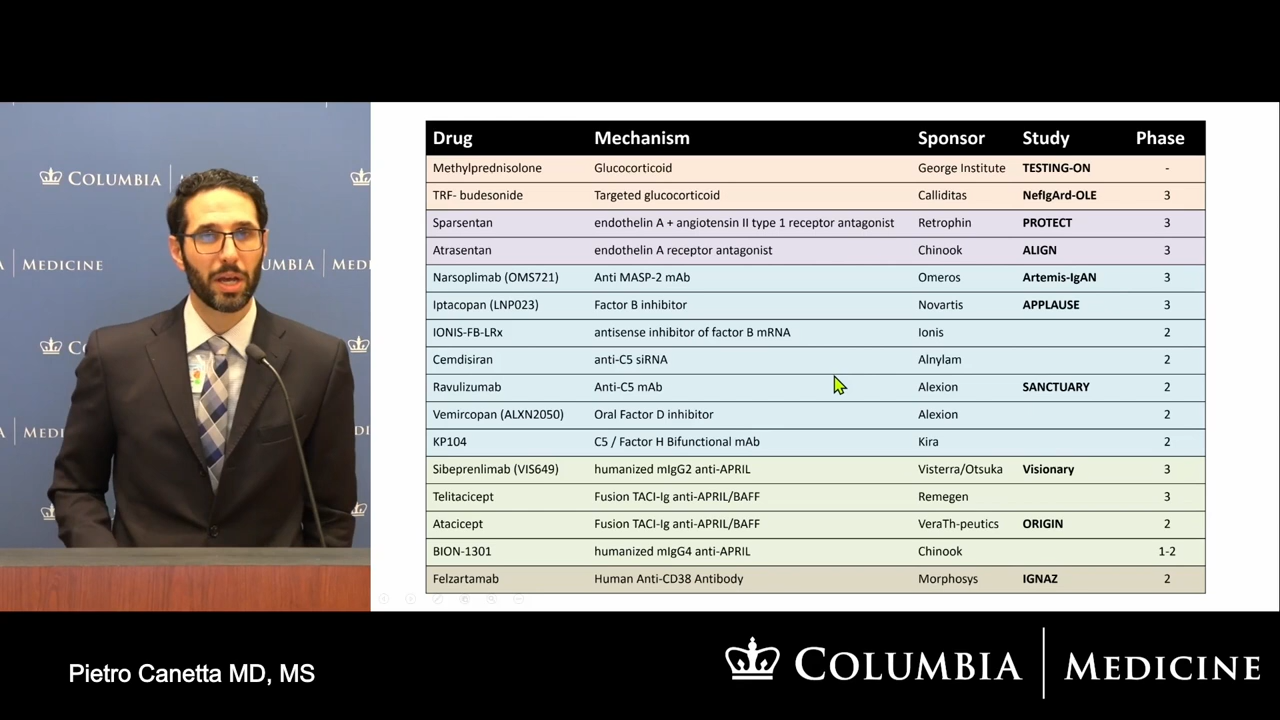 COLUMBIA
MEDICINE
UMBIA
MED
Drug Mechanism Sponsor Study Phase
Methylprednisolone Glucocorticoid George Institute TESTING-ON -
TRF- budesonide Targeted glucocorticoid Calliditas NefIgArd-OLE 3
Sparsentan endothelin A + angiotensin II type 1 receptor antagonist Retrophin PROTECT 3
Atrasentan endothelin A receptor antagonist Chinook ALIGN 3
Narsoplimab (OMS721) Anti MASP-2 mAb Omeros Artemis-IgAN 3
Iptacopan (LNP023) Factor B inhibitor Novartis APPLAUSE 3
IONIS-FB-LRx antisense inhibitor of factor B mRNA Ionis 2
Cemdisiran anti-C5 siRNA Alnylam 2
Ravulizumab Anti-C5 mAb Alexion SANCTUARY 2
Vemircopan (ALXN2050) Oral Factor D inhibitor Alexion 2
KP104 C5 / Factor H Bifunctional mAb Kira 2
Sibeprenlimab (VIS649) humanized mIgG2 anti-APRIL Visterra/Otsuka Visionary 3
Telitacicept Fusion TACI-Ig anti-APRIL/BAFF Remegen 3
Atacicept Fusion TACI-Ig anti-APRIL/BAFF VeraTh-peutics ORIGIN 2
BION-1301 humanized mIgG4 anti-APRIL Chinook 1-2
Felzartamab Human Anti-CD38 Antibody Morphosys IGNAZ 2
Pietro Canetta MD, MS
COLUMBIA MEDICINE